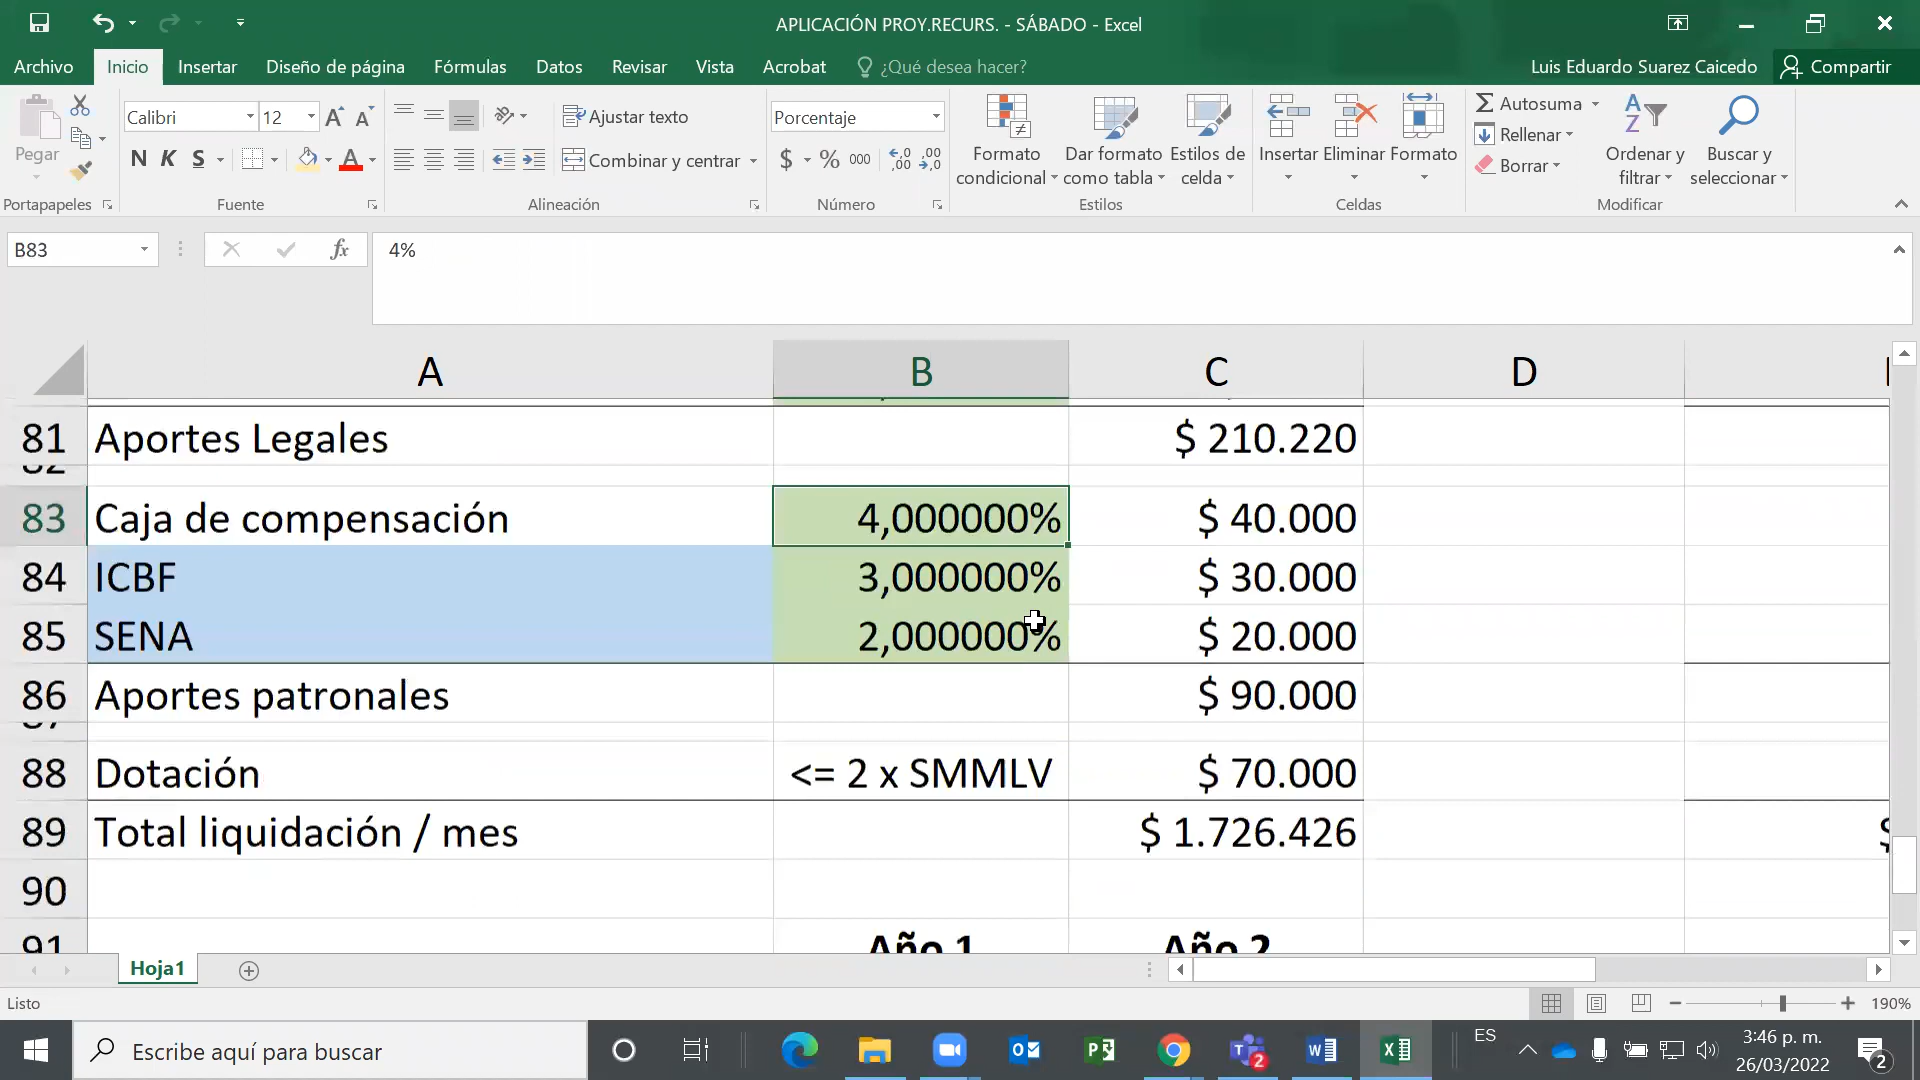 APLICACIÓN PROY.RECURS. - SÁBADO - Excel
Archivo Inicio Insertar Diseño de página Fórmulas Datos Revisar Vista Acrobat ¿Qué desea hacer? Luis Eduardo Suarez Caicedo Compartir
Pegar
Calibri 12
N K S
Ajustar texto
Combinar y centrar
Porcentaje
$ % 000
Formato condicional
Dar formato como tabla
Estilos de celda
Insertar Eliminar Formato
Autosuma
Rellenar
Borrar
Ordenar y filtrar
Buscar y seleccionar
Portapapeles Fuente Alineación Número Estilos Celdas Modificar
B83 fx 4%
A B C D
81 Aportes Legales $ 210.220
82
83 Caja de compensación 4,000000% $ 40.000
84 ICBF 3,000000% $ 30.000
85 SENA 2,000000% $ 20.000
86 Aportes patronales $ 90.000
87
88 Dotación <= 2 x SMMLV $ 70.000
89 Total liquidación / mes $ 1.726.426
90
91 Año 1 Año 2
Hoja1
Listo 190%
Escribe aquí para buscar
ES
3:46 p. m.
26/03/2022
2
2